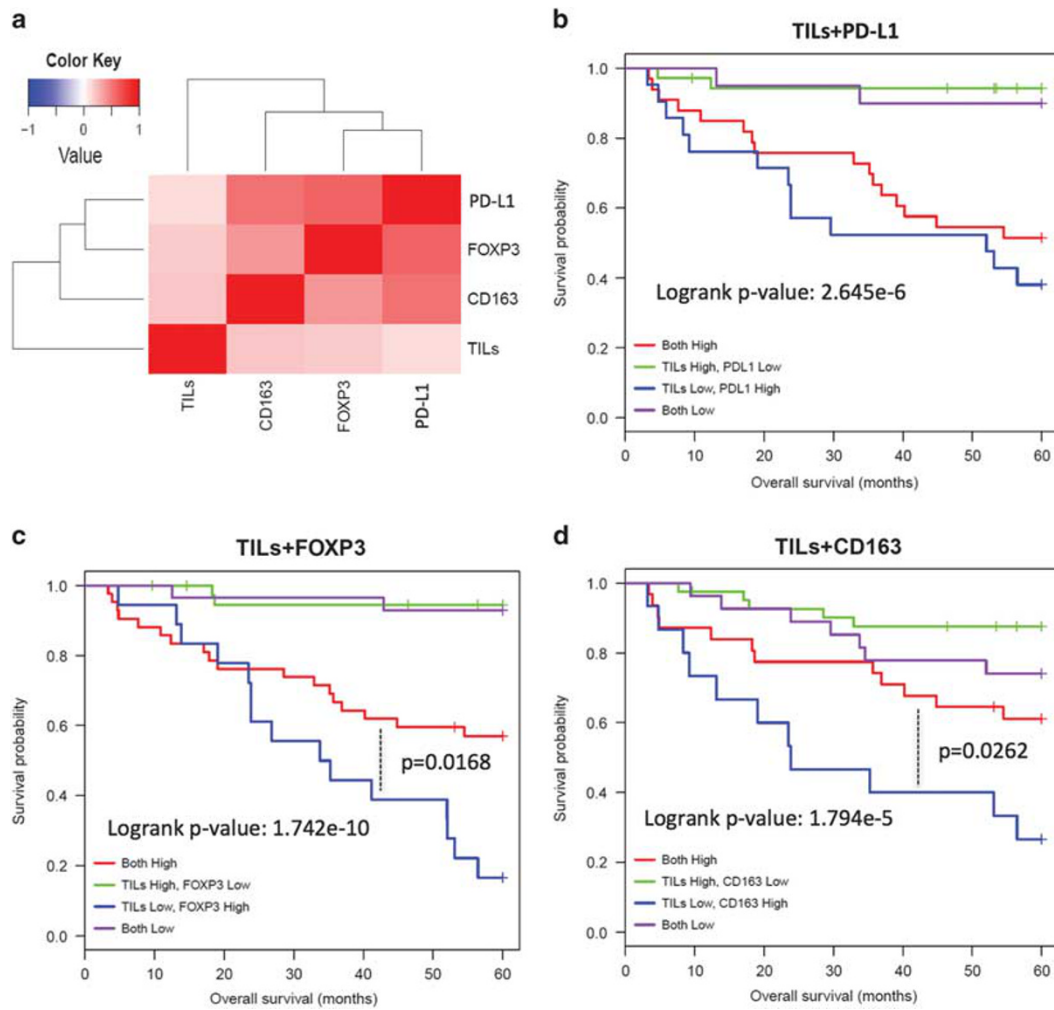 a
Color Key
−1 0 1
Value
PD-L1
FOXP3
CD163
TILs
TILs
CD163
FOXP3
PD-L1
b
TILs+PD-L1
Survival probability
1.0
0.8
0.6
0.4
0.2
0.0
Logrank p-value: 2.645e-6
Both High
TILs High, PDL1 Low
TILs Low, PDL1 High
Both Low
0 10 20 30 40 50 60
Overall survival (months)
c
TILs+FOXP3
Survival probability
1.0
0.8
0.6
0.4
0.2
0.0
p=0.0168
Logrank p-value: 1.742e-10
Both High
TILs High, FOXP3 Low
TILs Low, FOXP3 High
Both Low
0 10 20 30 40 50 60
Overall survival (months)
d
TILs+CD163
Survival probability
1.0
0.8
0.6
0.4
0.2
0.0
p=0.0262
Logrank p-value: 1.794e-5
Both High
TILs High, CD163 Low
TILs Low, CD163 High
Both Low
0 10 20 30 40 50 60
Overall survival (months)